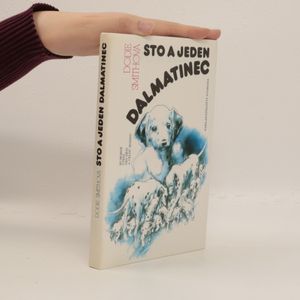 DODIE SMITHOVÁ STO A JEDEN DALMATINEC
DODIE
SMITHOVÁ
STO A JEDEN
DALMATINEC